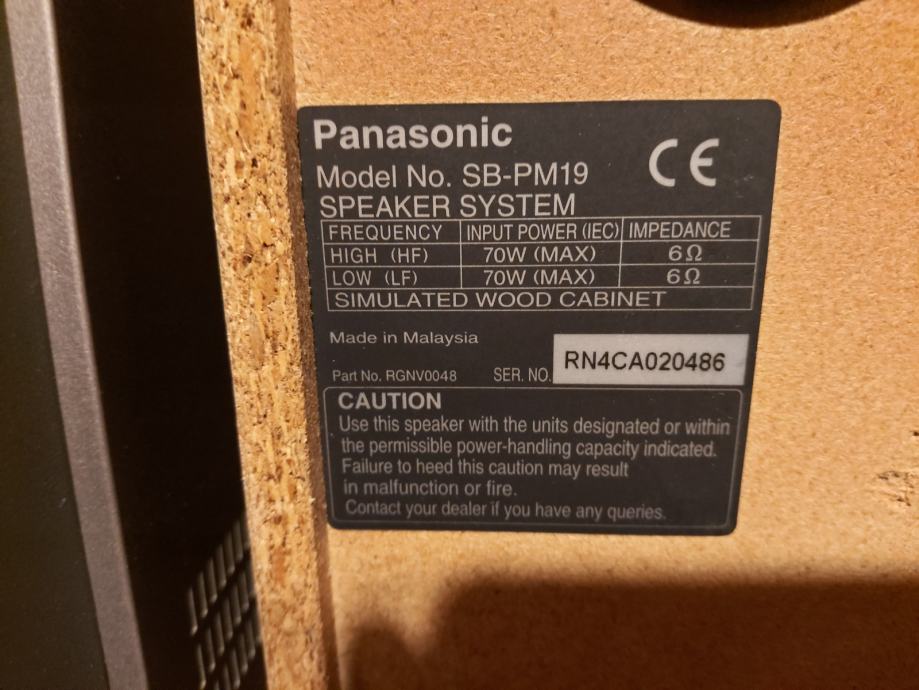 Panasonic
CE
Model No. SB-PM19
SPEAKER SYSTEM
FREQUENCY INPUT POWER (IEC) IMPEDANCE
HIGH (HF) 70W (MAX) 6Ω
LOW (LF) 70W (MAX) 6Ω
SIMULATED WOOD CABINET
Made in Malaysia
Part No. RGNV0048 SER. NO. RN4CA020486
CAUTION
Use this speaker with the units designated or within
the permissible power-handling capacity indicated.
Failure to heed this caution may result
in malfunction or fire.
Contact your dealer if you have any queries.